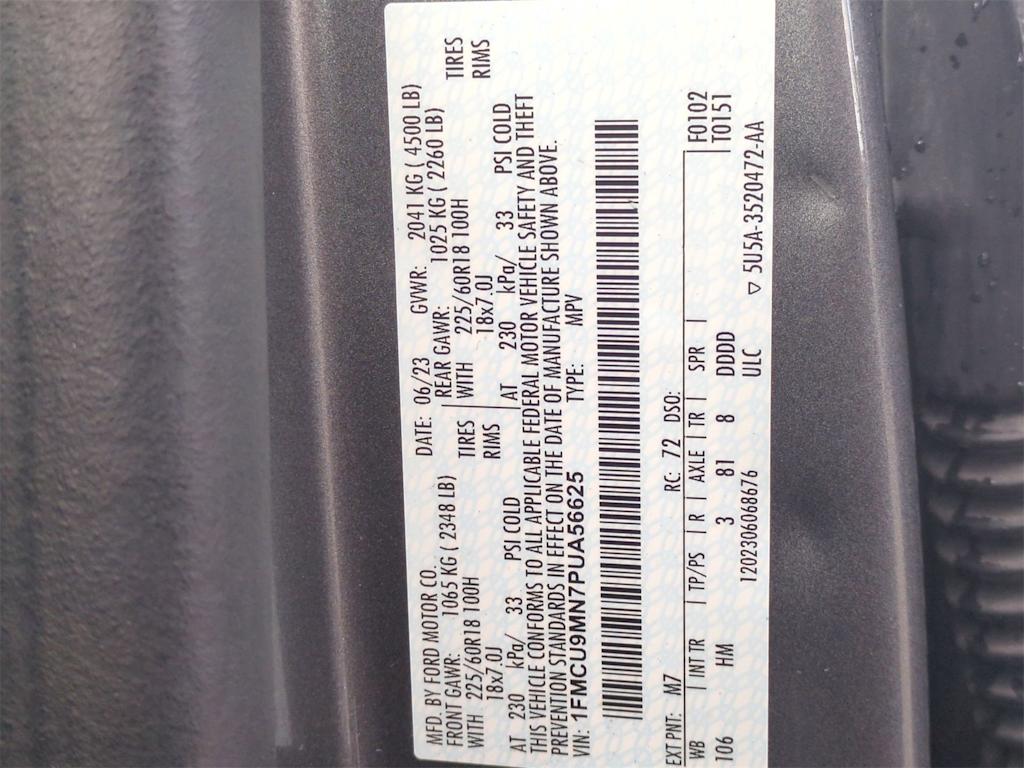 MFD. BY FORD MOTOR CO. DATE: 06/23 GVWR: 2041 KG ( 4500 LB)
FRONT GAWR: 1065 KG ( 2348 LB) REAR GAWR: 1025 KG ( 2260 LB)
WITH 225/60R18 100H TIRES WITH 225/60R18 100H TIRES
18x7.0J RIMS 18x7.0J RIMS
AT 230 kPa/ 33 PSI COLD AT 230 kPa/ 33 PSI COLD
THIS VEHICLE CONFORMS TO ALL APPLICABLE FEDERAL MOTOR VEHICLE SAFETY AND THEFT
PREVENTION STANDARDS IN EFFECT ON THE DATE OF MANUFACTURE SHOWN ABOVE.
VIN: 1FMCU9MN7PUA56625 TYPE: MPV
EXT PNT: M7 RC: 72 DSO:
WB INT TR TP/PS R AXLE TR SPR F0102
106 HM 3 81 8 DDDD T0151
1202306068676 ULC 5U5A-3520472-AA